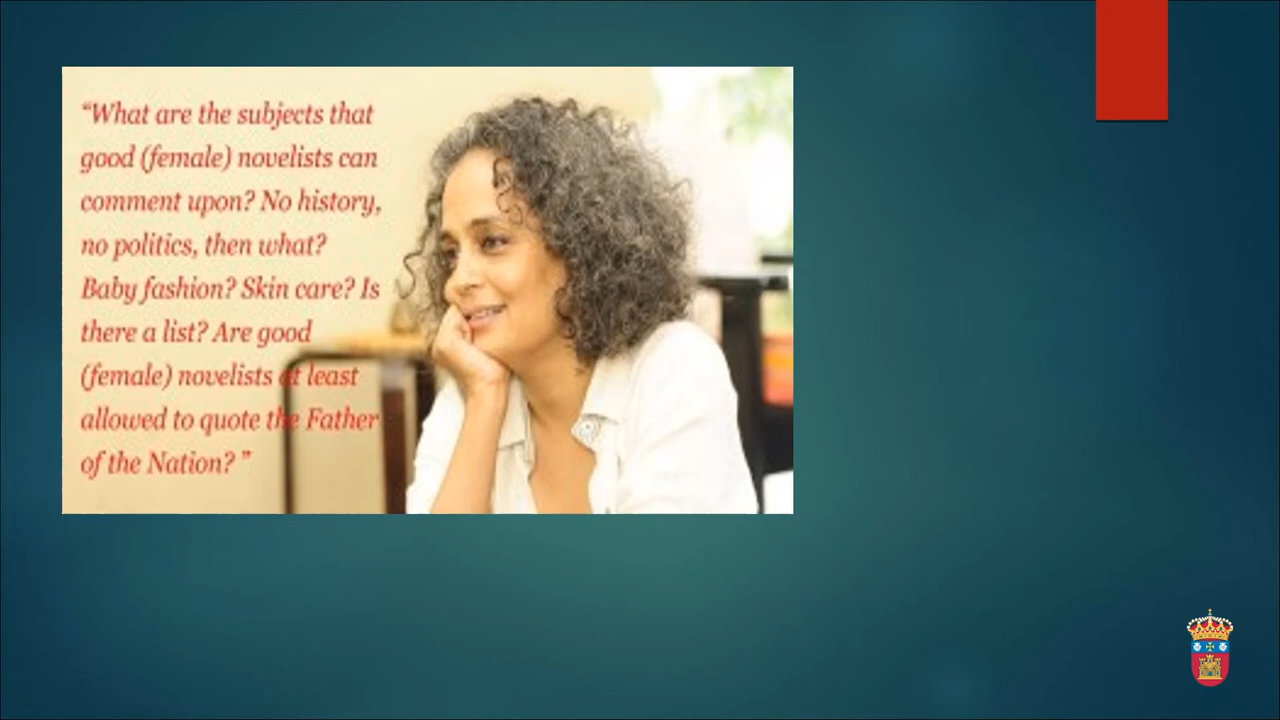 “What are the subjects that
good (female) novelists can
comment upon? No history,
no politics, then what?
Baby fashion? Skin care? Is
there a list? Are good
(female) novelists at least
allowed to quote the Father
of the Nation? ”